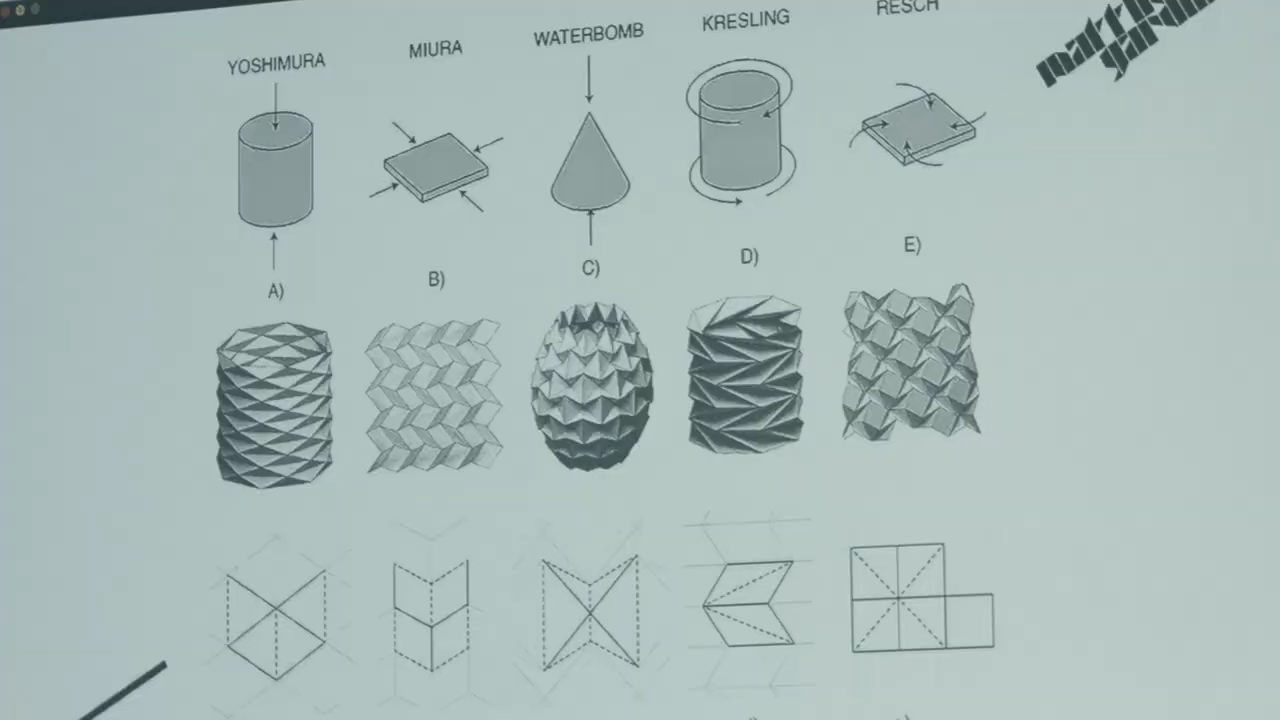 YOSHIMURA
MIURA
WATERBOMB
KRESLING
RESCH
A)
B)
C)
D)
E)